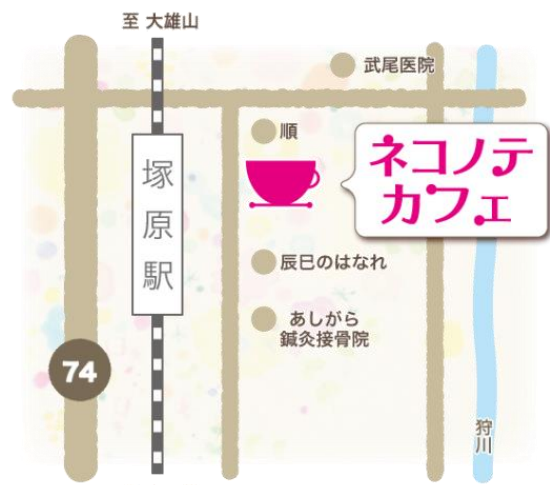 至 大雄山
武尾医院
順
ネコノテ
カフェ
塚原駅
辰巳のはなれ
あしがら
鍼灸接骨院
74
狩川